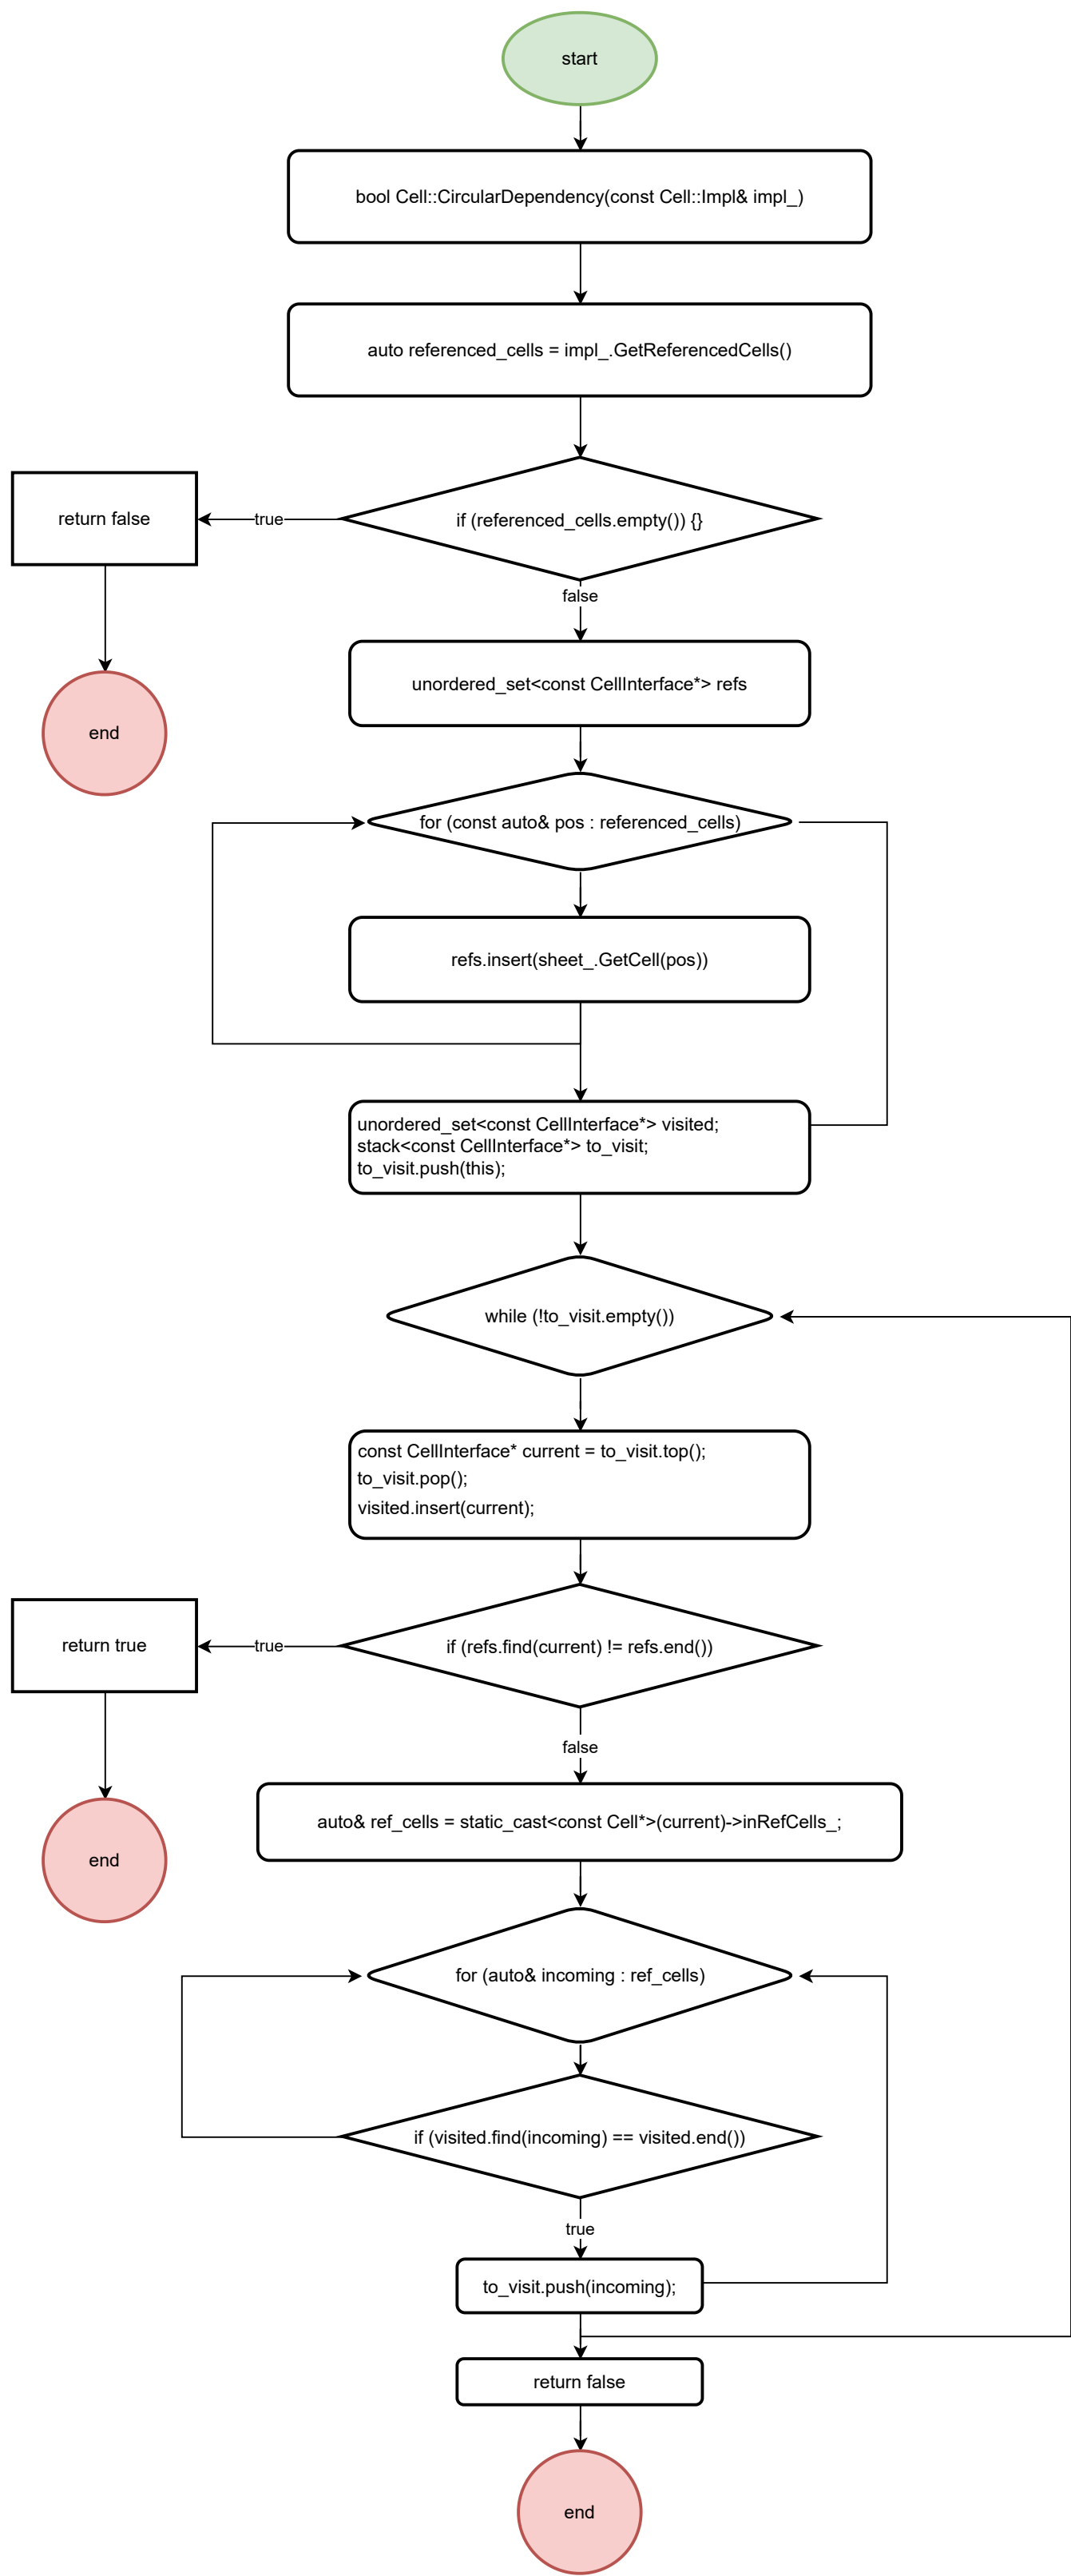 start
bool Cell::CircularDependency(const Cell::Impl& impl_)
auto referenced_cells = impl_.GetReferencedCells()
return false
true
if (referenced_cells.empty()) {}
false
unordered_set<const CellInterface*> refs
end
for (const auto& pos : referenced_cells)
refs.insert(sheet_.GetCell(pos))
unordered_set<const CellInterface*> visited;
stack<const CellInterface*> to_visit;
to_visit.push(this);
while (!to_visit.empty())
const CellInterface* current = to_visit.top();
to_visit.pop();
visited.insert(current);
return true
true
if (refs.find(current) != refs.end())
false
auto& ref_cells = static_cast<const Cell*>(current)->inRefCells_;
end
for (auto& incoming : ref_cells)
if (visited.find(incoming) == visited.end())
true
to_visit.push(incoming);
return false
end